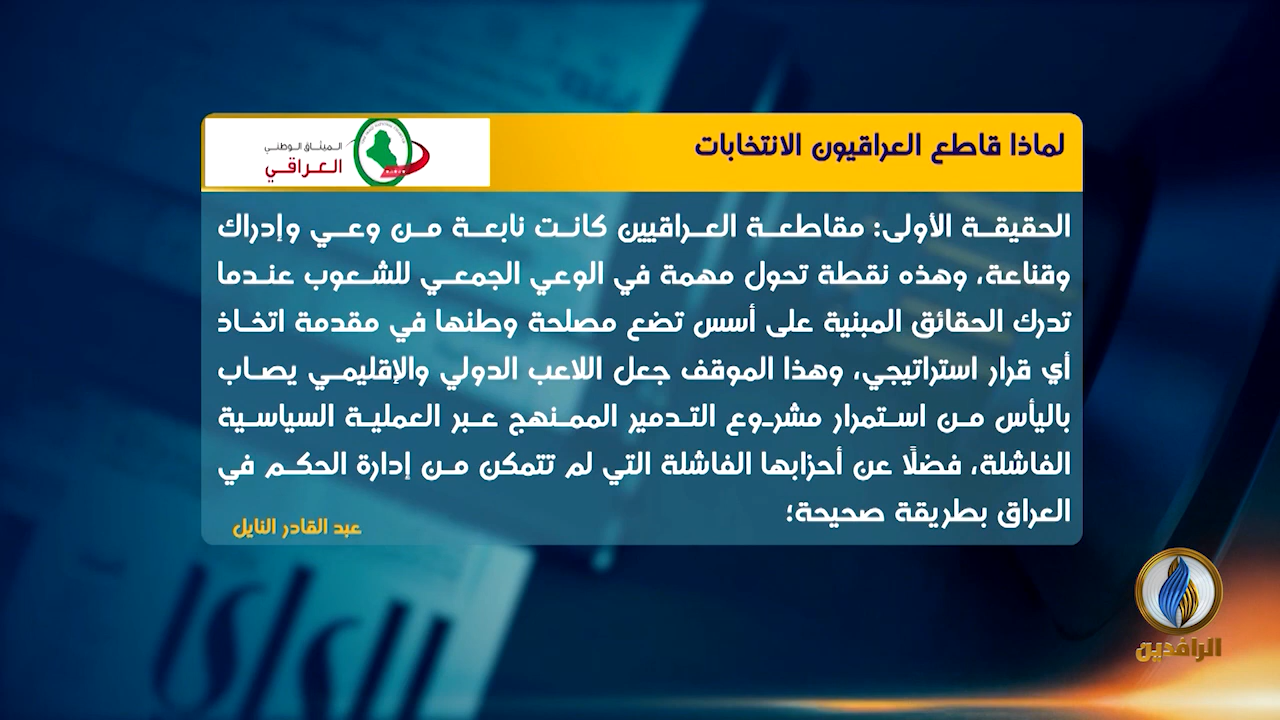 لماذا قاطع العراقيون الانتخابات
الميثاق الوطني
العراقي
الحقيقة الأولى: مقاطعة العراقيين كانت نابعة من وعي وإدراك
وقناعة، وهذه نقطة تحول مهمة في الوعي الجمعي للشعوب عندما
تدرك الحقائق المبنية على أسس تضع مصلحة وطنها في مقدمة اتخاذ
أي قرار استراتيجي، وهذا الموقف جعل اللاعب الدولي والإقليمي يصاب
باليأس من استمرار مشروع التدمير الممنهج عبر العملية السياسية
الفاشلة، فضلًا عن أحزابها الفاشلة التي لم تتمكن من إدارة الحكم في
العراق بطريقة صحيحة؛
عبد القادر النايل
الرافدين